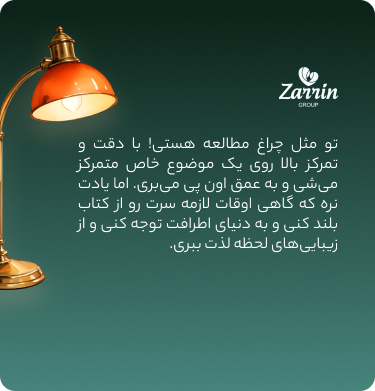 Zarrin
GROUP
تو مثل چراغ مطالعه هستی! با دقت و
تمرکز بالا روی یک موضوع خاص متمرکز
می‌شی و به عمق اون پی می‌بری. اما یادت
نره که گاهی اوقات لازمه سرت رو از کتاب
بلند کنی و به دنیای اطرافت توجه کنی و از
زیبایی‌های لحظه لذت ببری.